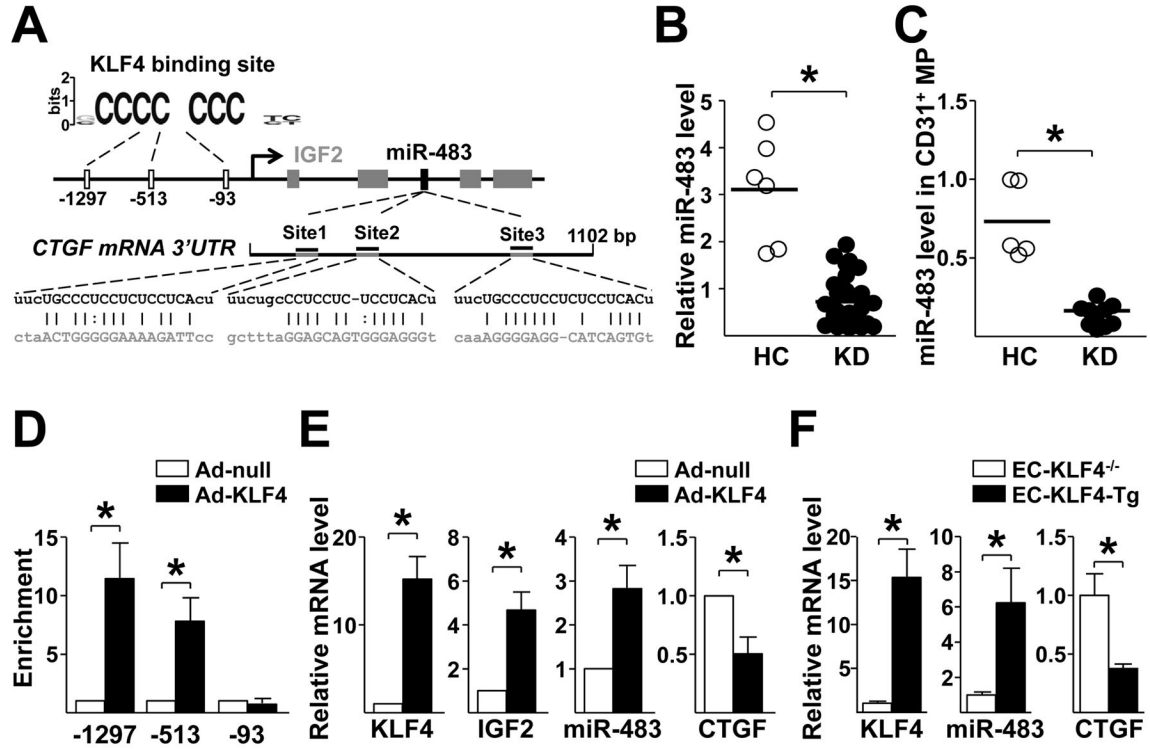 A
KLF4 binding site
bits
2
1
0
CCCC CCC
IGF2
miR-483
-1297
-513
-93
CTGF mRNA 3'UTR
Site1
Site2
Site3
1102 bp
uucUGCCCUCCUCUCCUCAcu
ctaACTGGGGGAAAAGATTcc
uucugcCCUCCUC-UCCUCACu
gctttaGGAGCAGTGGGAGGGt
uucUGCCCUCCUCUCCUCACu
caaAGGGGAGG-CATCAGTGt
B
Relative miR-483 level
5
4
3
2
1
*
HC
KD
C
miR-483 level in CD31+ MP
1.5
1.0
0.5
*
HC
KD
D
Ad-null
Ad-KLF4
Enrichment
15
10
5
*
*
-1297
-513
-93
E
Ad-null
Ad-KLF4
Relative mRNA level
20
10
*
KLF4
8
6
4
2
*
IGF2
4
3
2
1
*
miR-483
1.5
1.0
0.5
*
CTGF
F
EC-KLF4-/-
EC-KLF4-Tg
Relative mRNA level
20
15
10
5
*
KLF4
10
8
6
4
2
*
miR-483
1.5
1.0
0.5
*
CTGF